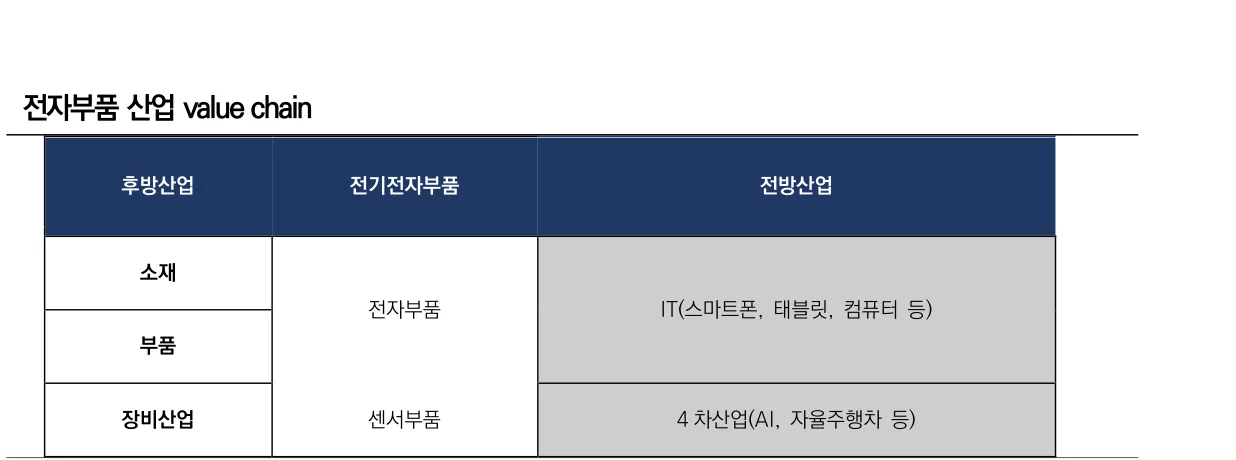 전자부품 산업 value chain
후방산업 전기전자부품 전방산업
소재
전자부품 IT(스마트폰, 태블릿, 컴퓨터 등)
부품
장비산업 센서부품 4차산업(AI, 자율주행차 등)